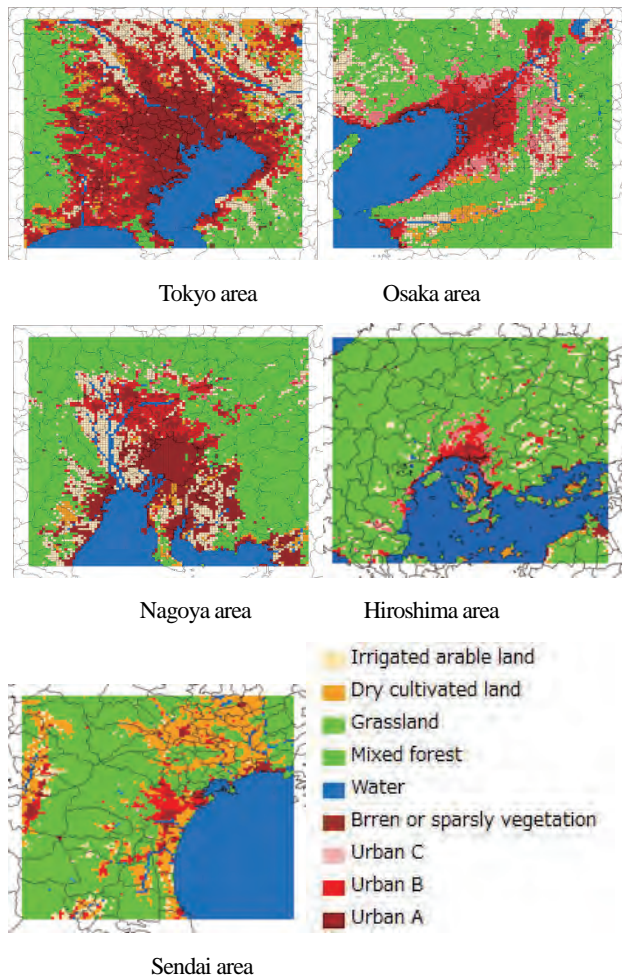 Tokyo area
Osaka area
Nagoya area
Hiroshima area
Irrigated arable land
Dry cultivated land
Grassland
Mixed forest
Water
Brren or sparsly vegetation
Urban C
Urban B
Urban A
Sendai area